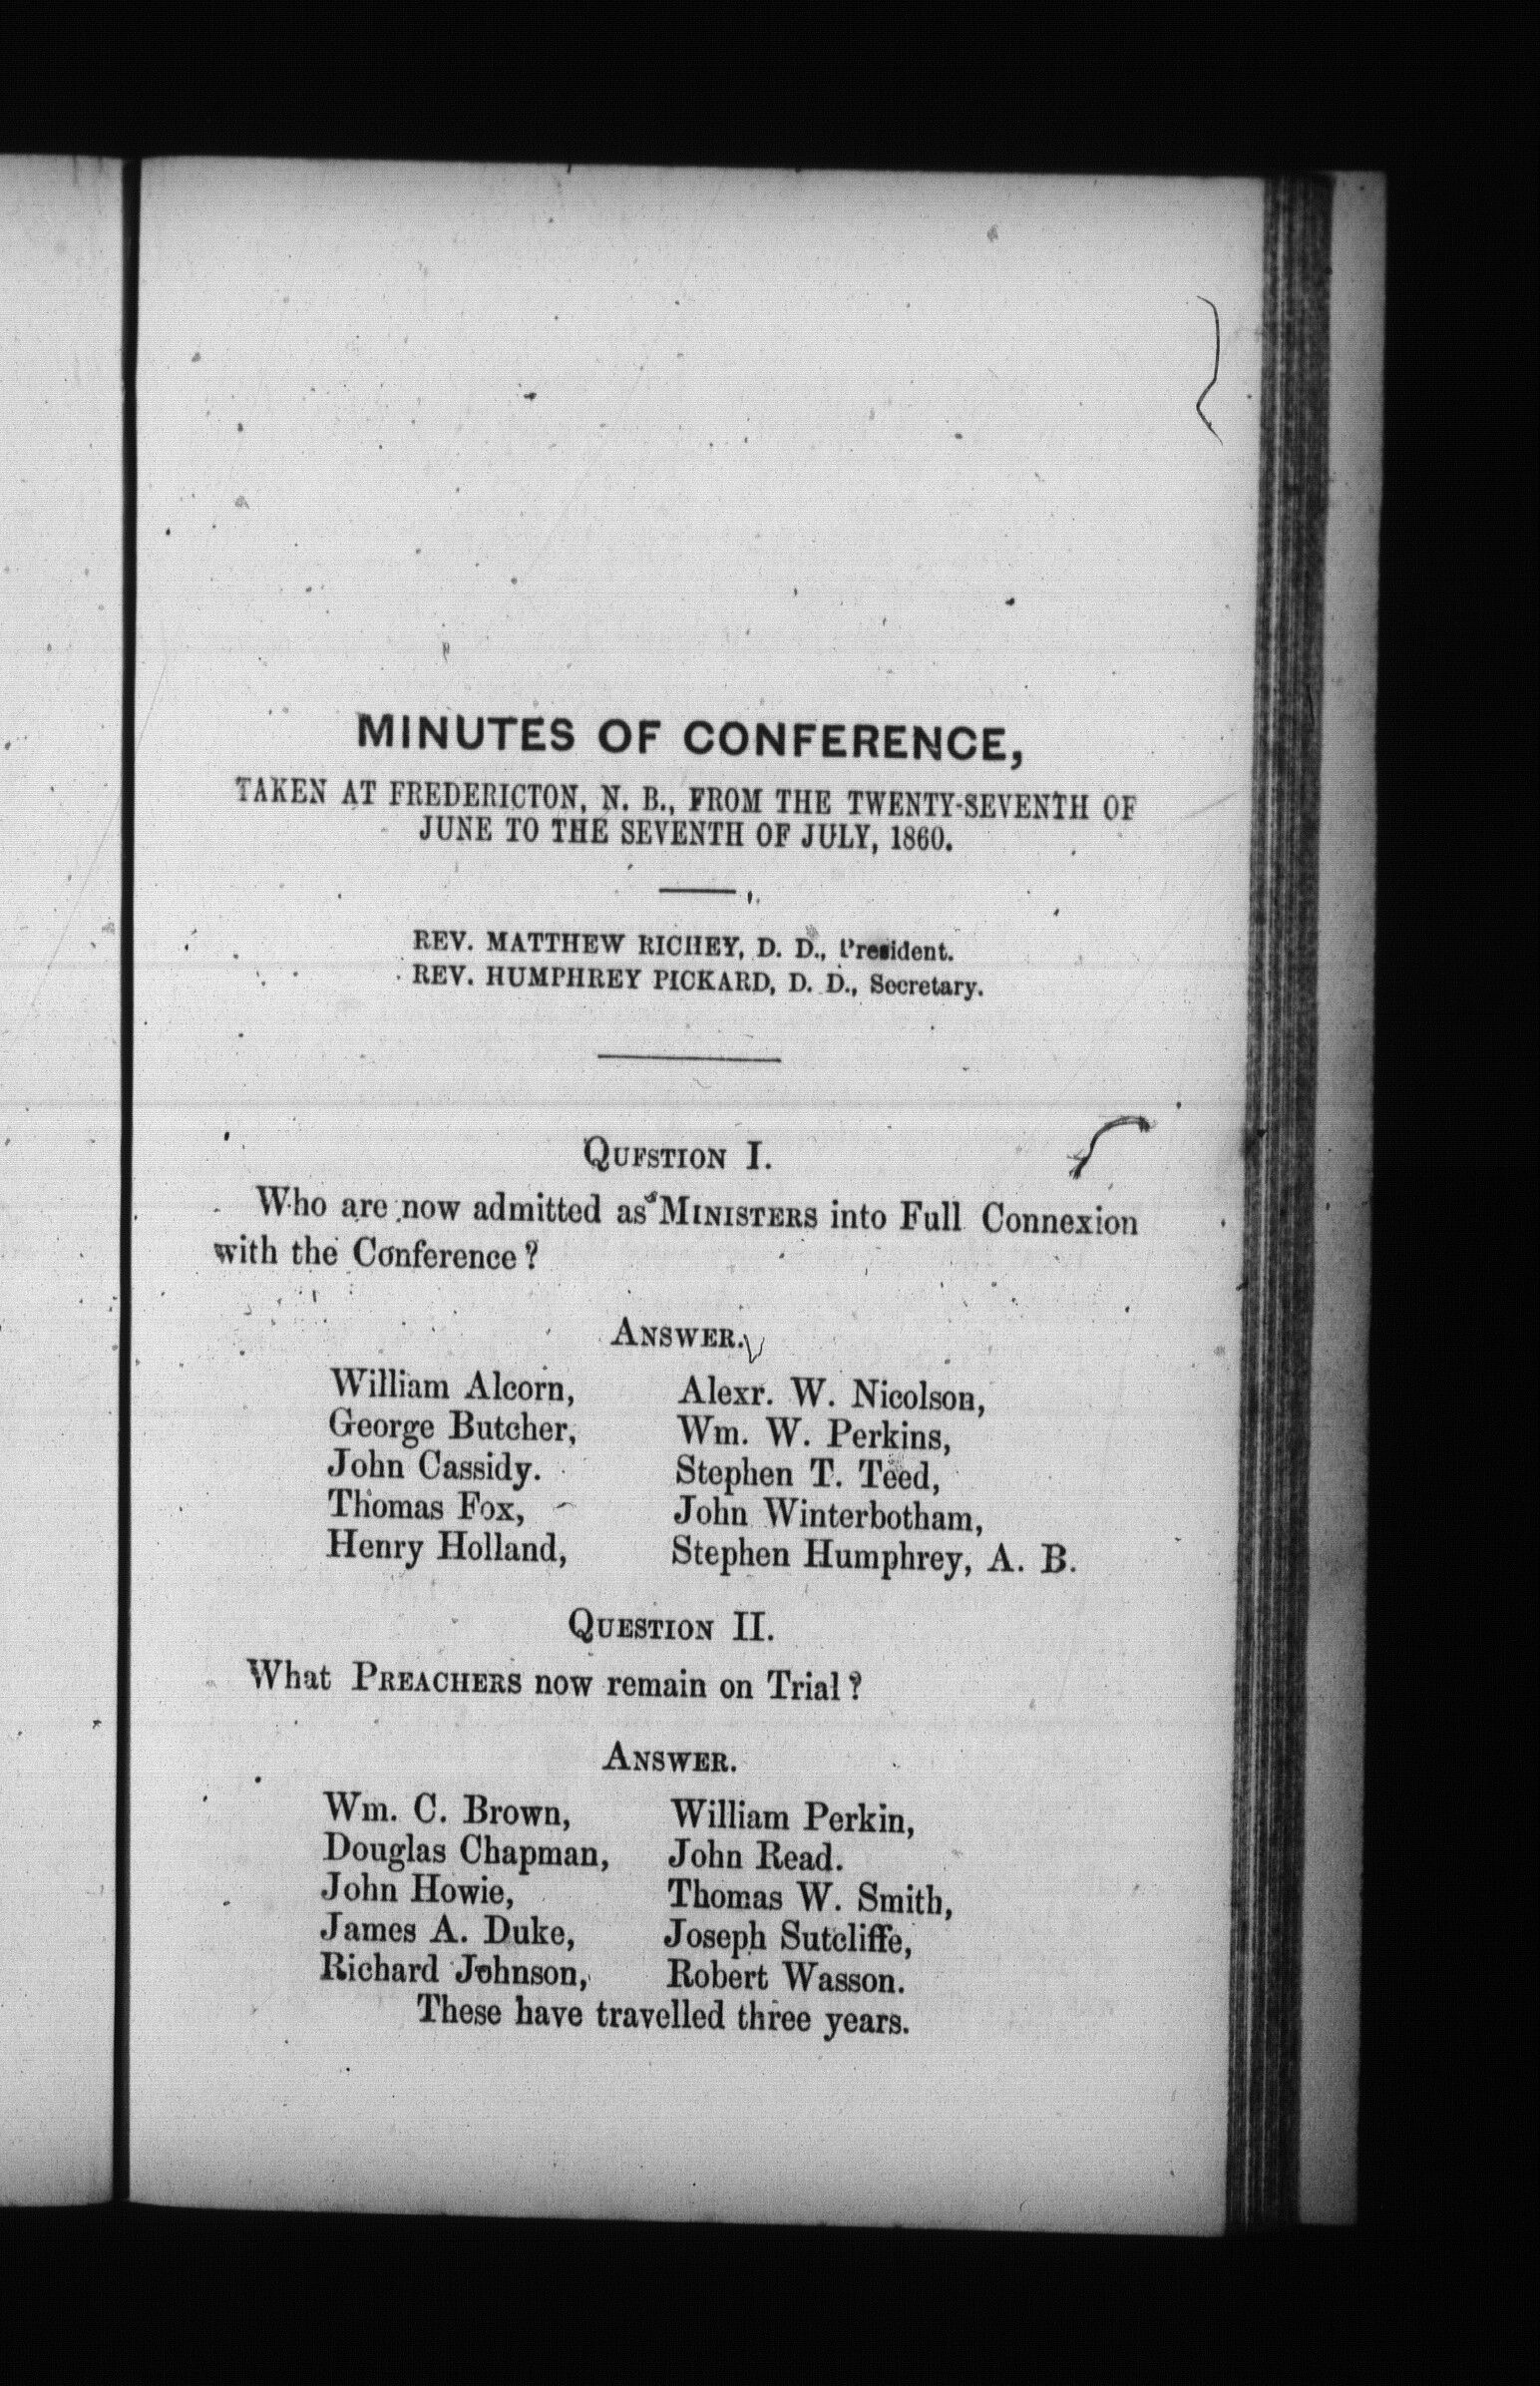 MINUTES OF CONFERENCE,
TAKEN AT FREDERICTON, N. B., FROM THE TWENTY-SEVENTH OF
JUNE TO THE SEVENTH OF JULY, 1860.
REV. MATTHEW RICHEY, D. D., President.
REV. HUMPHREY PICKARD, D. D., Secretary.
QUESTION I.
Who are now admitted as MINISTERS into Full Connexion
with the Conference?
ANSWER.
William Alcorn, Alexr. W. Nicolson,
George Butcher, Wm. W. Perkins,
John Cassidy. Stephen T. Teed,
Thomas Fox, John Winterbotham,
Henry Holland, Stephen Humphrey, A. B.
QUESTION II.
What PREACHERS now remain on Trial?
ANSWER.
Wm. C. Brown, William Perkin,
Douglas Chapman, John Read.
John Howie, Thomas W. Smith,
James A. Duke, Joseph Sutcliffe,
Richard Johnson, Robert Wasson.
These have travelled three years.